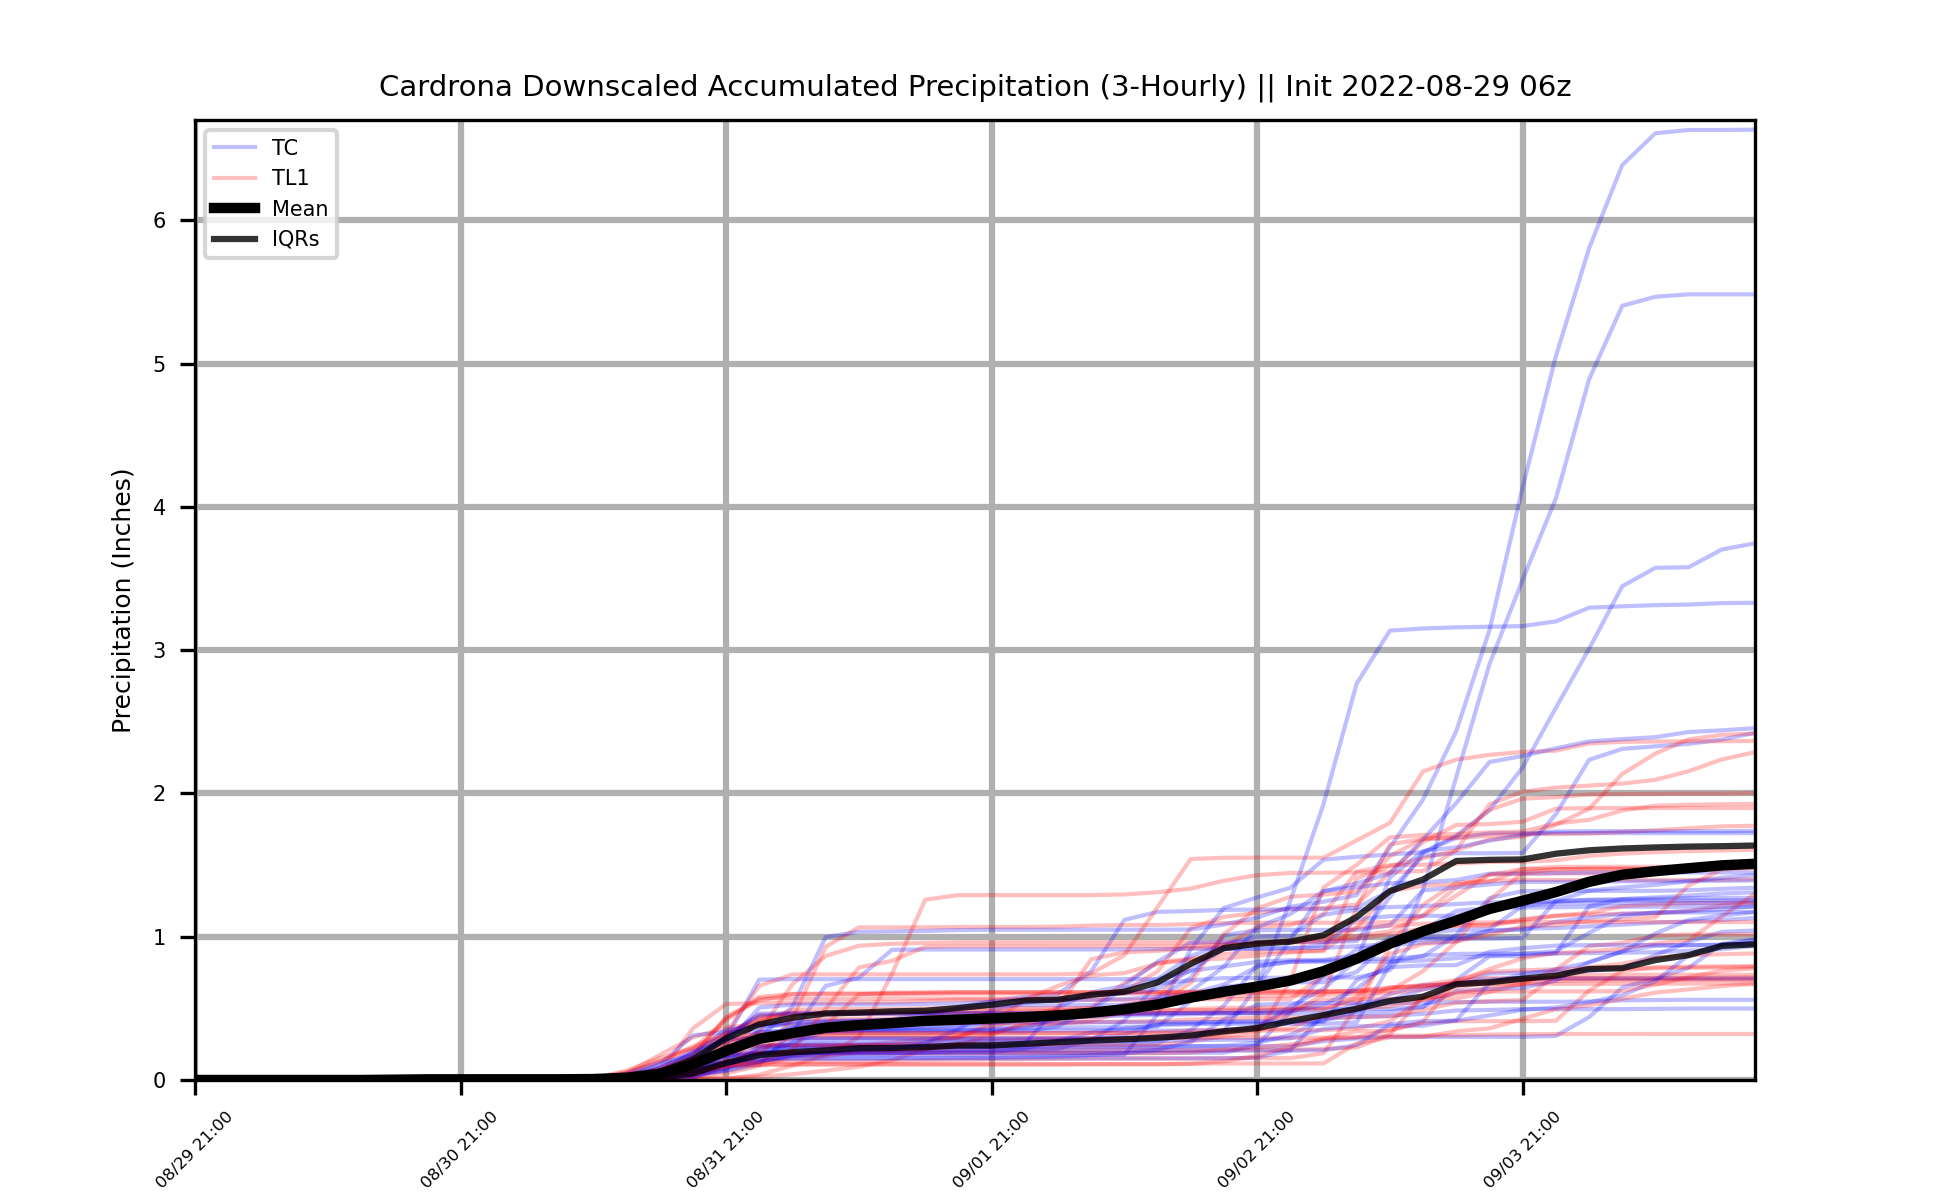 Cardrona Downscaled Accumulated Precipitation (3-Hourly) || Init 2022-08-29 06z
TC
TL1
Mean
IQRs
Precipitation (Inches)
6
5
4
3
2
1
0
08/29 21:00
08/30 21:00
08/31 21:00
09/01 21:00
09/02 21:00
09/03 21:00